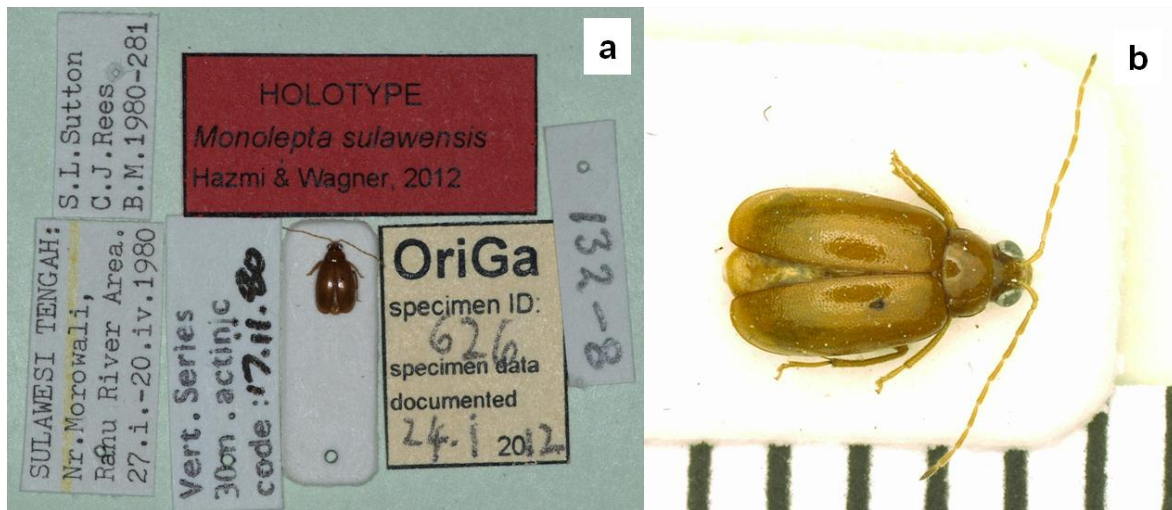 a
b
S.L.Sutton
C.J.Rees.
B.M.1980-281
HOLOTYPE
Monolepta sulawensis
Hazmi & Wagner, 2012
SULAWESI TENGAH:
Nr.Morowali,
Ranu River Area.
27.i.-20.iv.1980
Vert.Series
30m.actinic
code:17.ii.80
OriGa
specimen ID:
626
specimen data
documented
24.i 2012
132-8